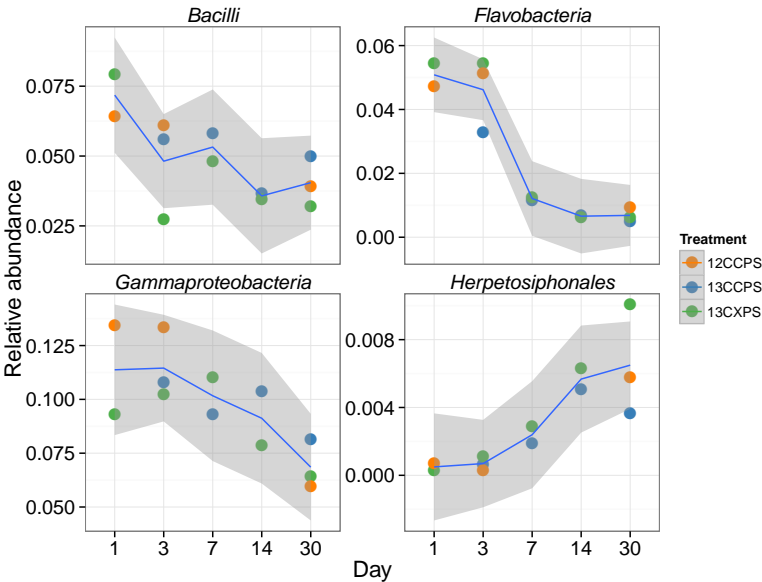 Bacilli
Flavobacteria
0.075
0.050
0.025
0.06
0.04
0.02
0.00
Relative abundance
Gammaproteobacteria
Herpetosiphonales
0.125
0.100
0.075
0.050
0.008
0.004
0.000
1 3 7 14 30
1 3 7 14 30
Day
Treatment
12CCPS
13CCPS
13CXPS